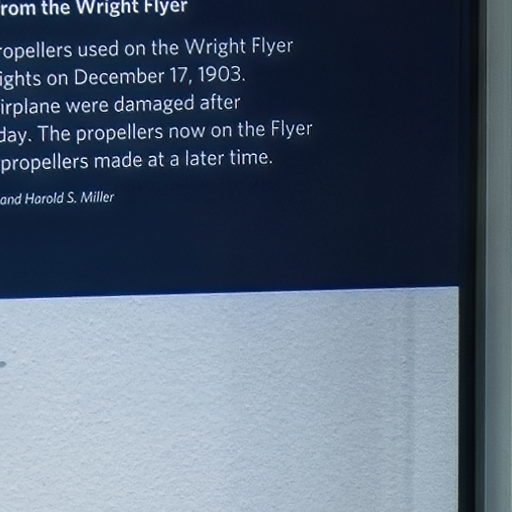 rom the Wright Flyer
ropellers used on the Wright Flyer
ights on December 17, 1903.
irplane were damaged after
day. The propellers now on the Flyer
propellers made at a later time.
and Harold S. Miller